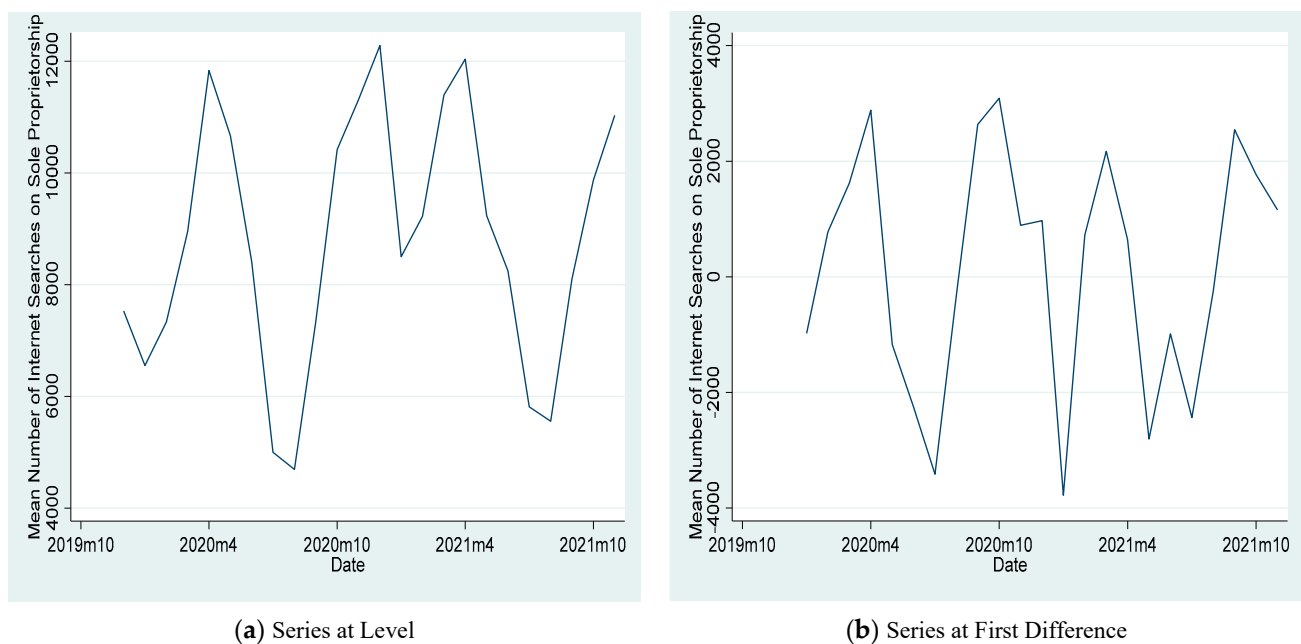 Mean Number of Internet Searches on Sole Proprietorship
12000
10000
8000
6000
4000
2019m10 2020m4 2020m10 2021m4 2021m10
Date
(a) Series at Level
Mean Number of Internet Searches on Sole Proprietorship
4000
2000
0
-2000
-4000
2019m10 2020m4 2020m10 2021m4 2021m10
Date
(b) Series at First Difference